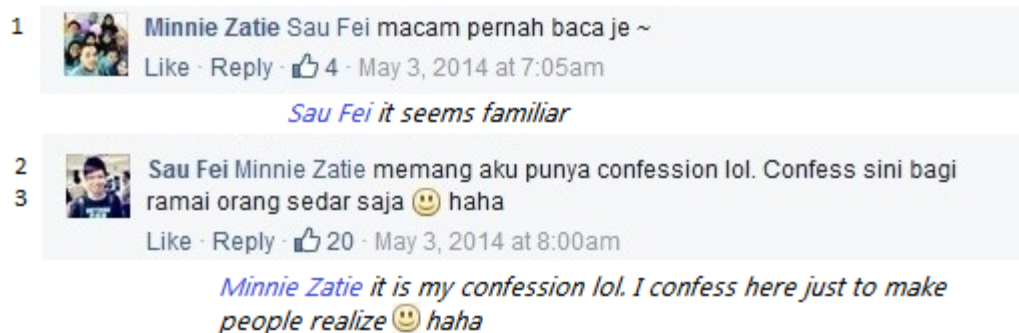 1 Minnie Zatie Sau Fei macam pernah baca je ~
Like · Reply · 4 · May 3, 2014 at 7:05am
Sau Fei it seems familiar
2 Sau Fei Minnie Zatie memang aku punya confession lol. Confess sini bagi
3 ramai orang sedar saja haha
Like · Reply · 20 · May 3, 2014 at 8:00am
Minnie Zatie it is my confession lol. I confess here just to make
people realize haha